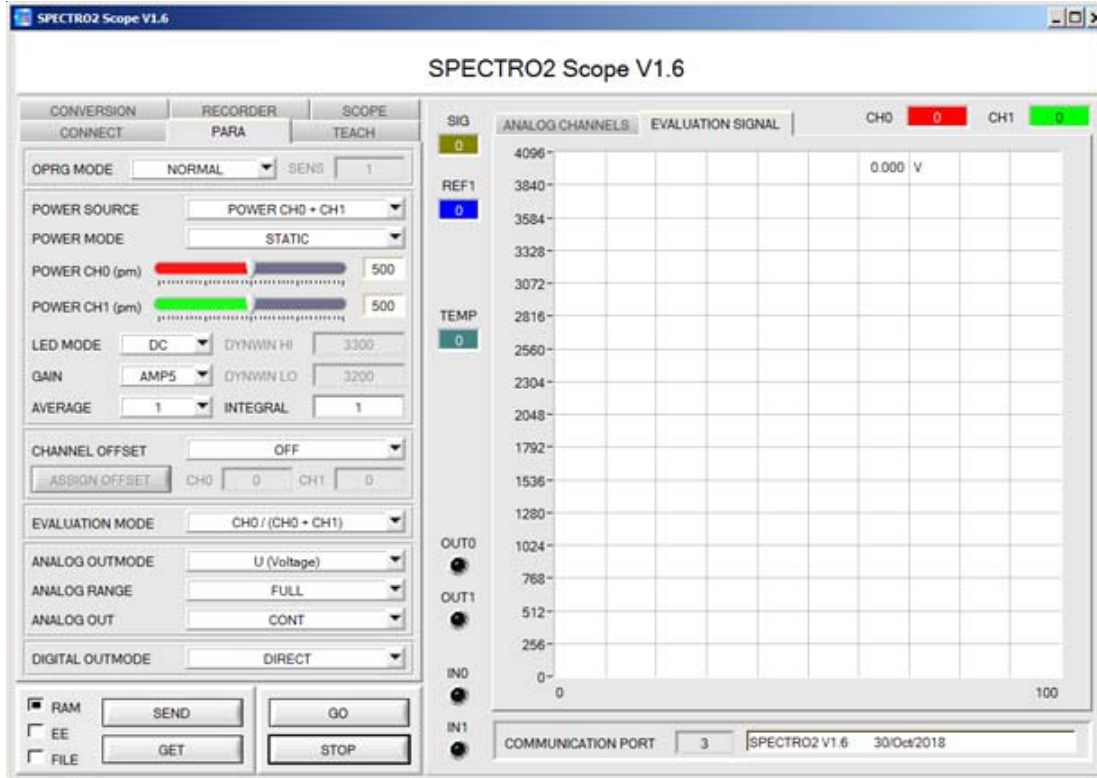 SPECTRO2 Scope V1.6
SPECTRO2 Scope V1.6
CONVERSION RECORDER SCOPE
CONNECT PARA TEACH
OPRG MODE NORMAL SENS 1
POWER SOURCE POWER CH0 + CH1
POWER MODE STATIC
POWER CH0 (pm) 500
POWER CH1 (pm) 500
LED MODE DC DYNWIN HI 3300
GAIN AMP5 DYNWIN LO 3200
AVERAGE 1 INTEGRAL 1
CHANNEL OFFSET OFF
ASSIGN OFFSET CH0 0 CH1 0
EVALUATION MODE CH0 / (CH0 + CH1)
ANALOG OUTMODE U (Voltage)
ANALOG RANGE FULL
ANALOG OUT CONT
DIGITAL OUTMODE DIRECT
RAM
EE
FILE
SEND GO
GET STOP
SIG
0
REF1
0
TEMP
0
OUT0
OUT1
IN0
IN1
ANALOG CHANNELS EVALUATION SIGNAL CH0 0 CH1 0
0.000 V
4096
3840
3584
3328
3072
2816
2560
2304
2048
1792
1536
1280
1024
768
512
256
0
0 100
COMMUNICATION PORT 3 SPECTRO2 V1.6 30/Oct/2018